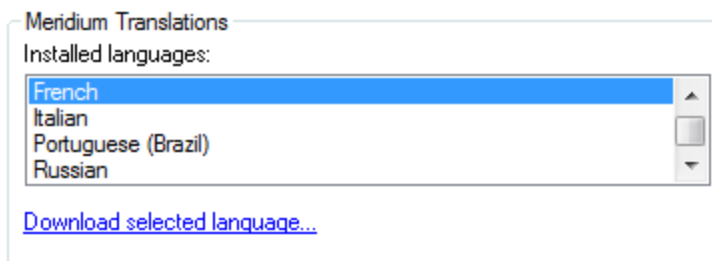 Meridium Translations
Installed languages:
French
Italian
Portuguese (Brazil)
Russian
Download selected language...